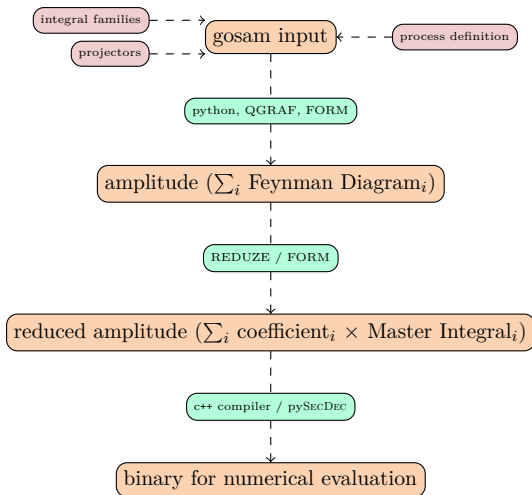 integral families
gosam input
process definition
projectors
python, QGRAF, FORM
amplitude (∑ᵢ Feynman Diagramᵢ)
REDUZE / FORM
reduced amplitude (∑ᵢ coefficientᵢ × Master Integralᵢ)
c++ compiler / pySecDec
binary for numerical evaluation